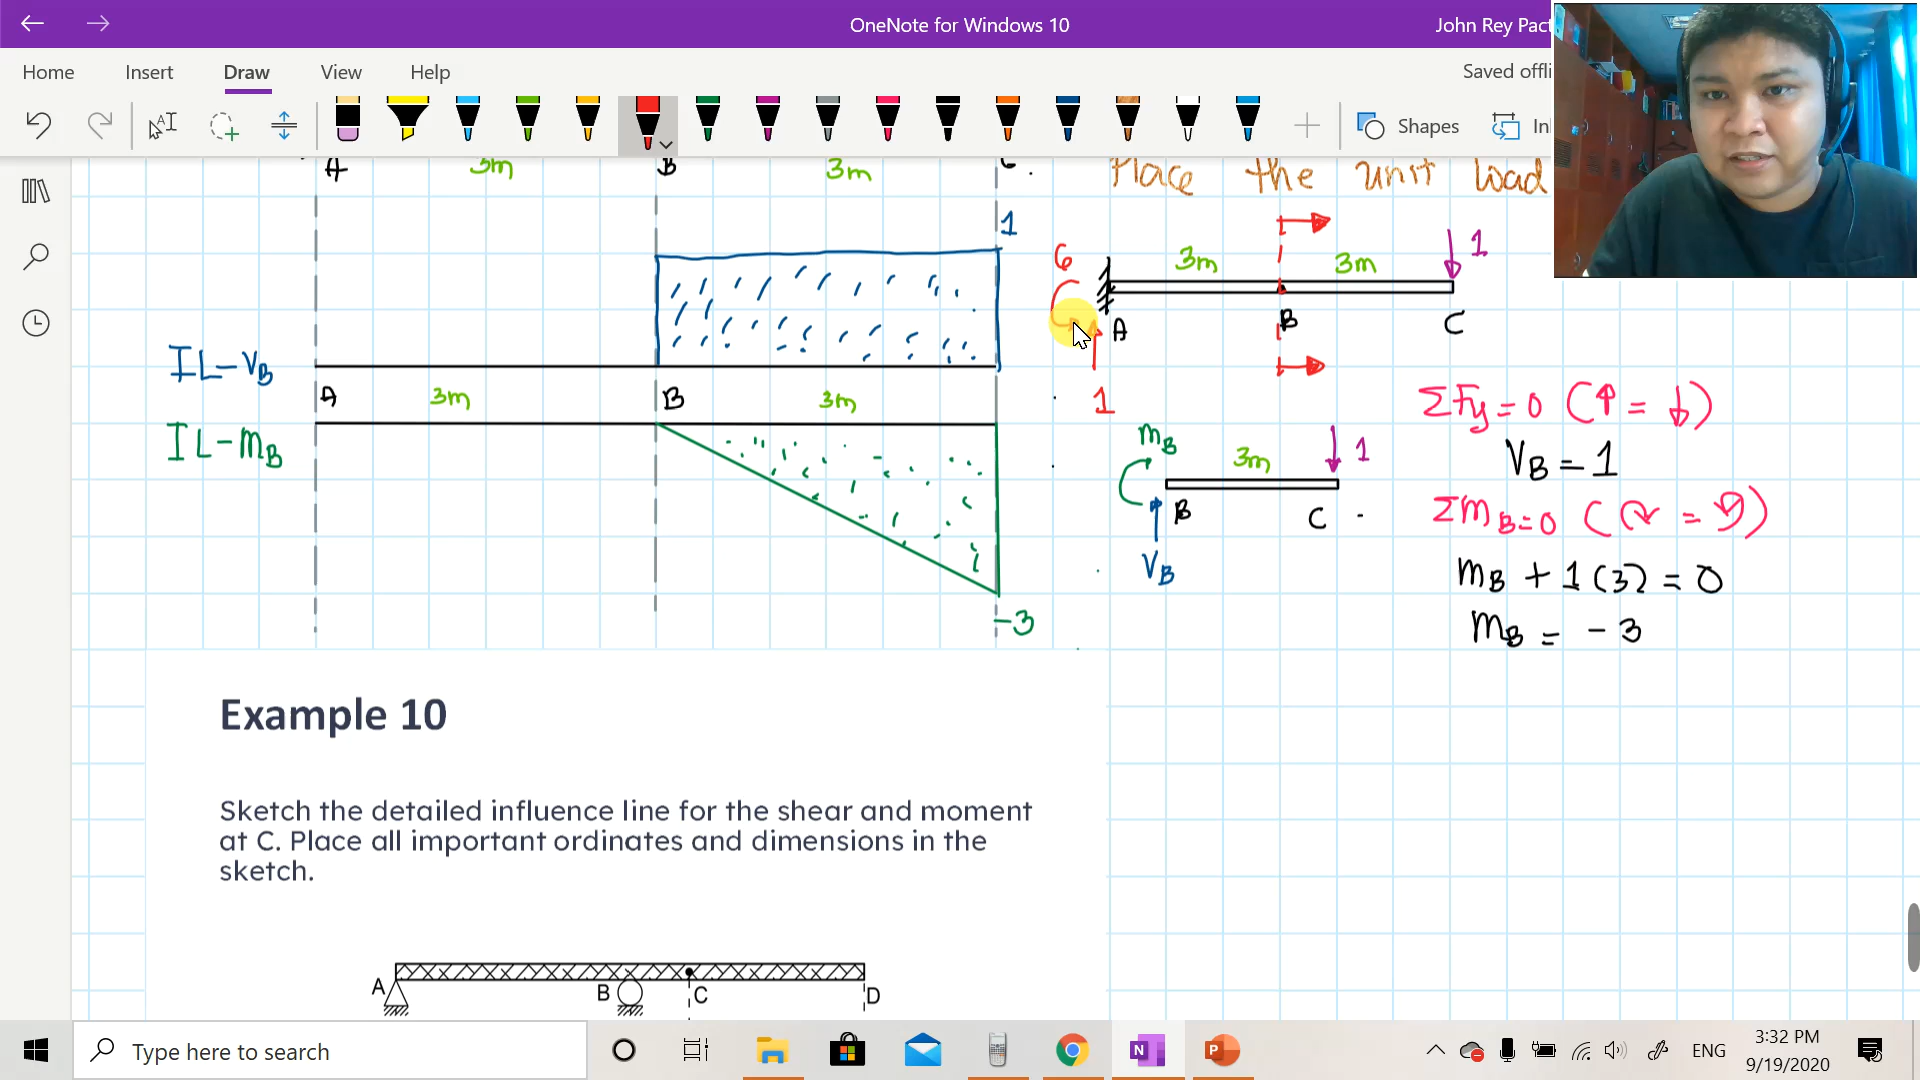 OneNote for Windows 10
John Rey Pact
Home Insert Draw View Help
Saved offli
Shapes
In
A 3m B 3m C.
Place the unit load
1
IL-VB
A 3m B 3m
IL-MB
-3
6 3m 3m 1
A B C
1
MB 3m 1
B C
VB
ΣFy=0 (↑=↓)
VB=1
ΣMB=0 (↷=↶)
MB + 1(3) = 0
MB = -3
Example 10
Sketch the detailed influence line for the shear and moment
at C. Place all important ordinates and dimensions in the
sketch.
A B C D
Type here to search
ENG
3:32 PM
9/19/2020